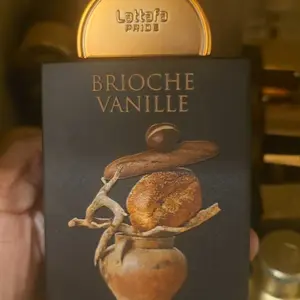 Lattafa
PRIDE
BRIOCHE
VANILLE